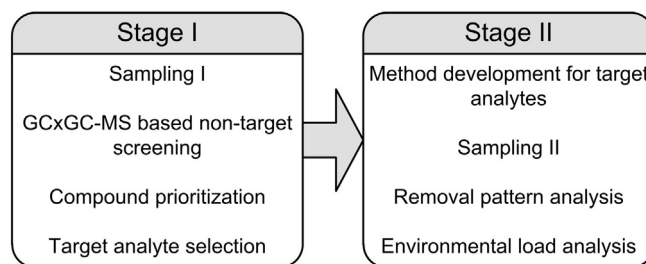 Stage I
Sampling I
GCxGC-MS based non-target
screening
Compound prioritization
Target analyte selection
Stage II
Method development for target
analytes
Sampling II
Removal pattern analysis
Environmental load analysis